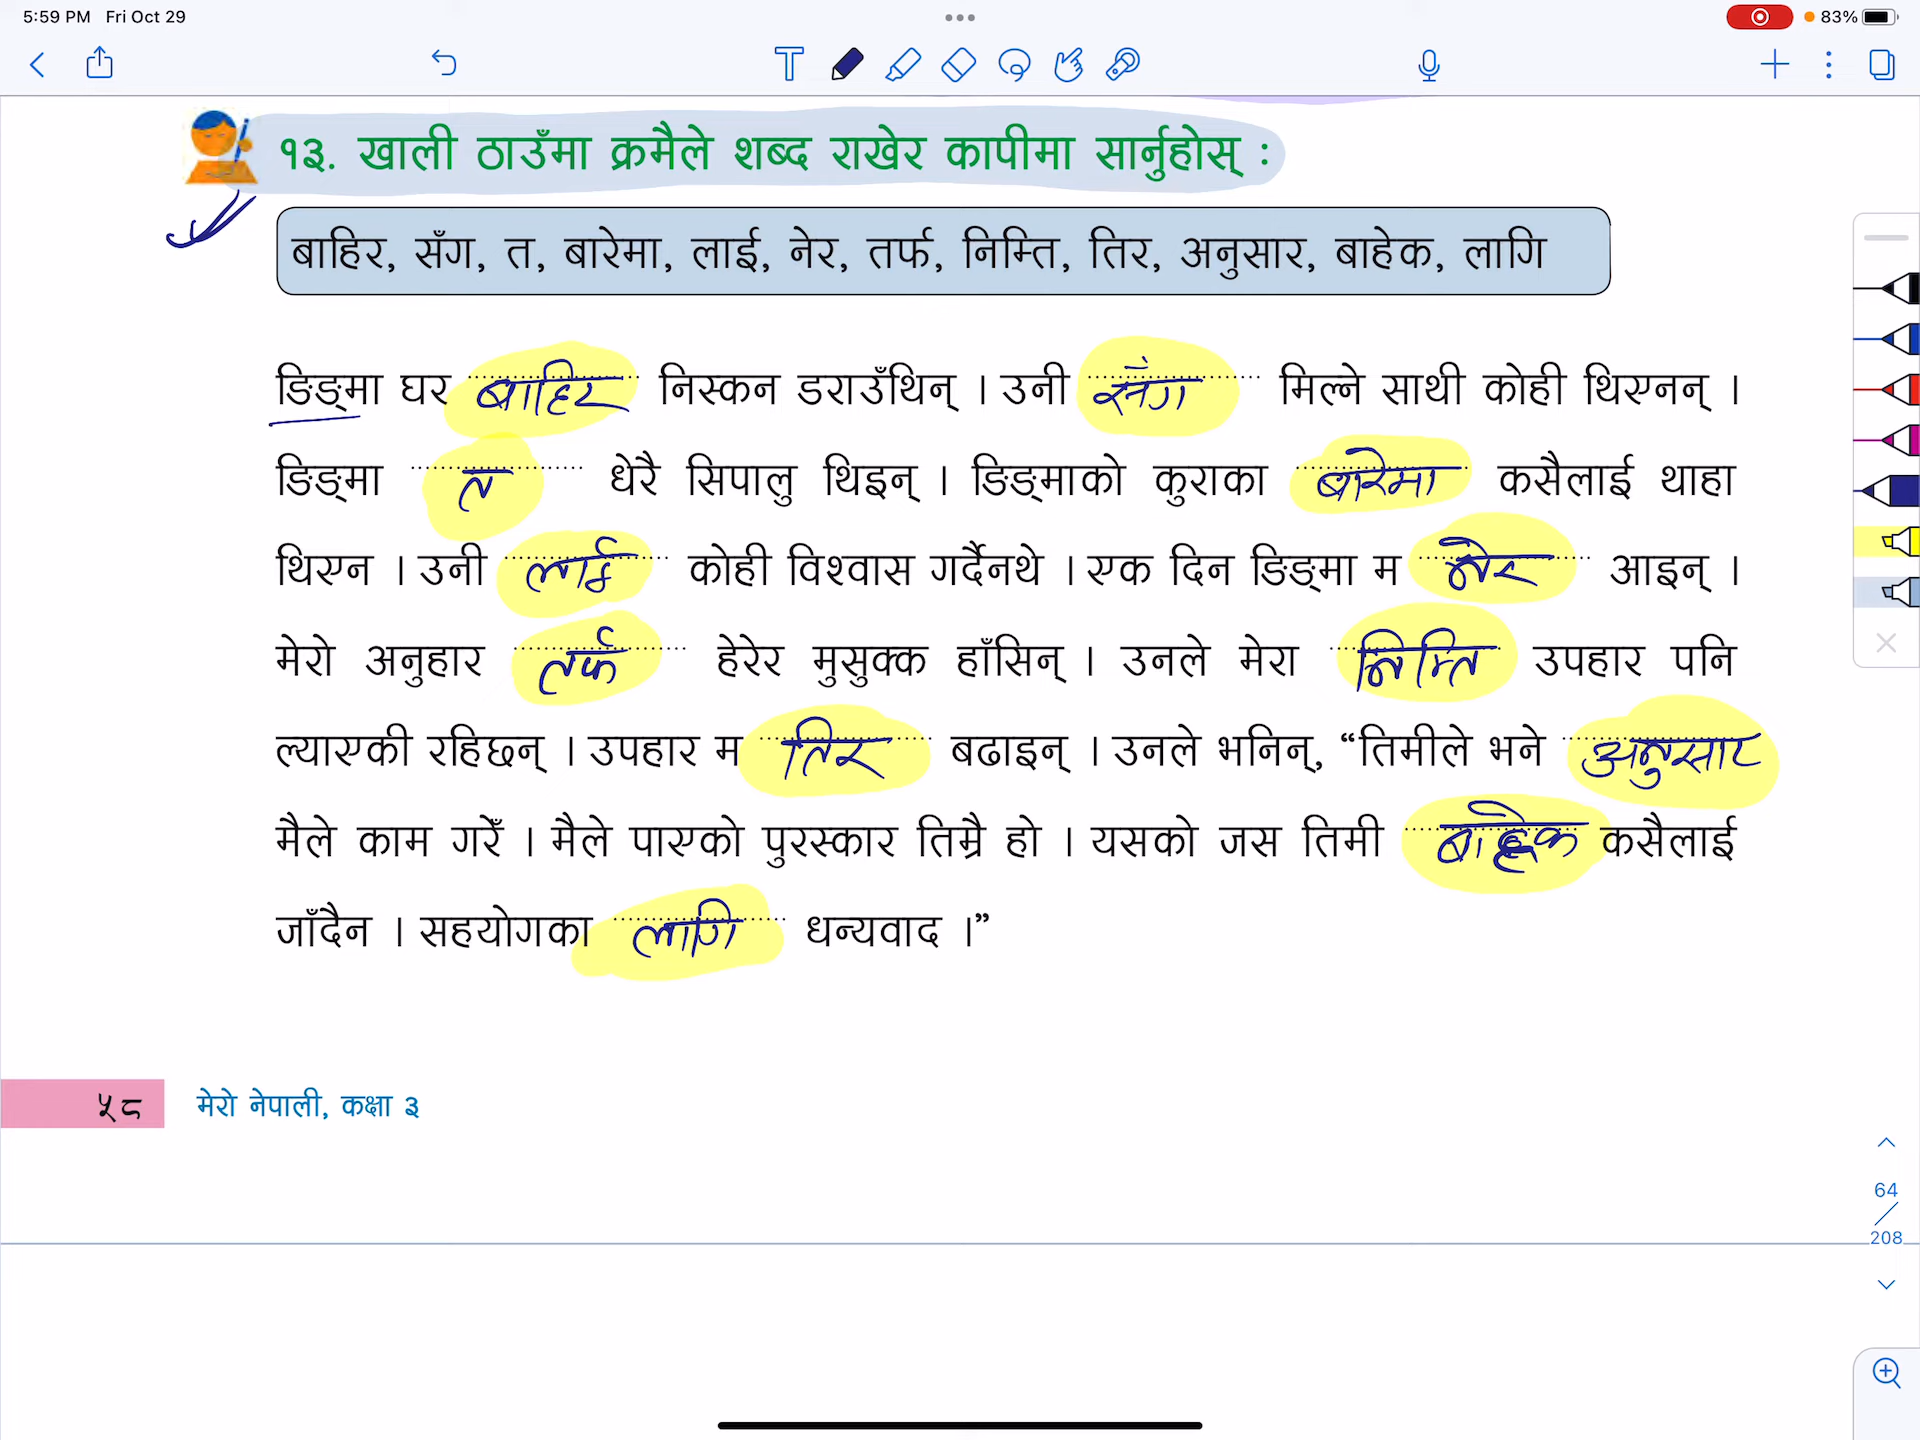 5:59 PM Fri Oct 29
83%
१३. खाली ठाउँमा क्रमैले शब्द राखेर कापीमा सार्नुहोस् :
बाहिर, सँग, त, बारेमा, लाई, नेर, तर्फ, निम्ति, तिर, अनुसार, बाहेक, लागि
ङिङ्मा घर बाहिर निस्कन डराउँथिन् । उनी सँग मिल्ने साथी कोही थिएनन् ।
ङिङ्मा त धेरै सिपालु थिइन् । ङिङ्माको कुराका बारेमा कसैलाई थाहा
थिएन । उनी लाई कोही विश्वास गर्दैनथे । एक दिन ङिङ्मा म नेर आइन् ।
मेरो अनुहार तर्फ हेरेर मुसुक्क हाँसिन् । उनले मेरा निम्ति उपहार पनि
ल्याएकी रहिछन् । उपहार म तिर बढाइन् । उनले भनिन्, “तिमीले भने अनुसार
मैले काम गरेँ । मैले पाएको पुरस्कार तिम्रै हो । यसको जस तिमी बाहेक कसैलाई
जाँदैन । सहयोगका लागि धन्यवाद ।”
५८ मेरो नेपाली, कक्षा ३
64
208